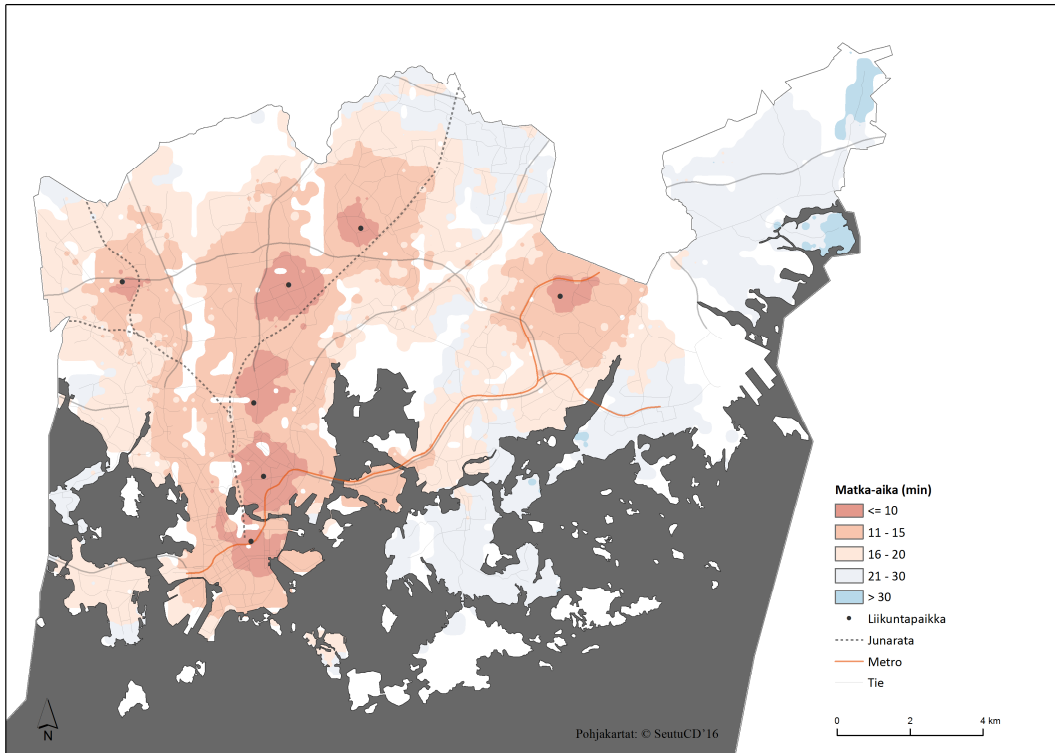 Matka-aika (min)
<= 10
11 - 15
16 - 20
21 - 30
> 30
Liikuntapaikka
Junarata
Metro
Tie
0 2 4 km
N
Pohjakartat: © SeutuCD'16